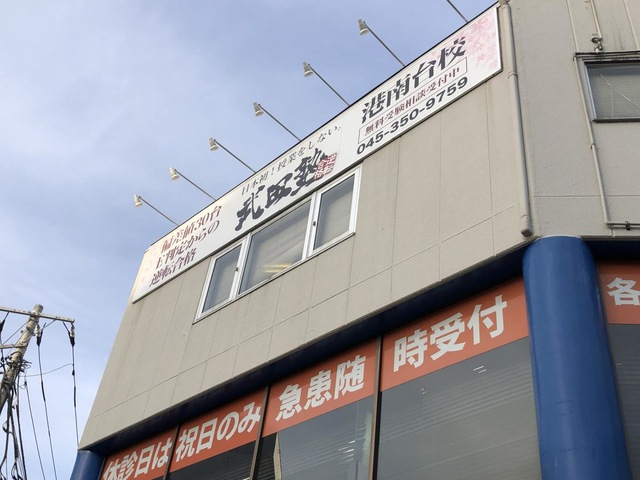 偏差値30台
E判定からの
逆転合格
日本初!授業をしない。
武田塾
港南台校
無料受験相談受付中
045-350-9759
休診日は祝日のみ 急患随時受付
各